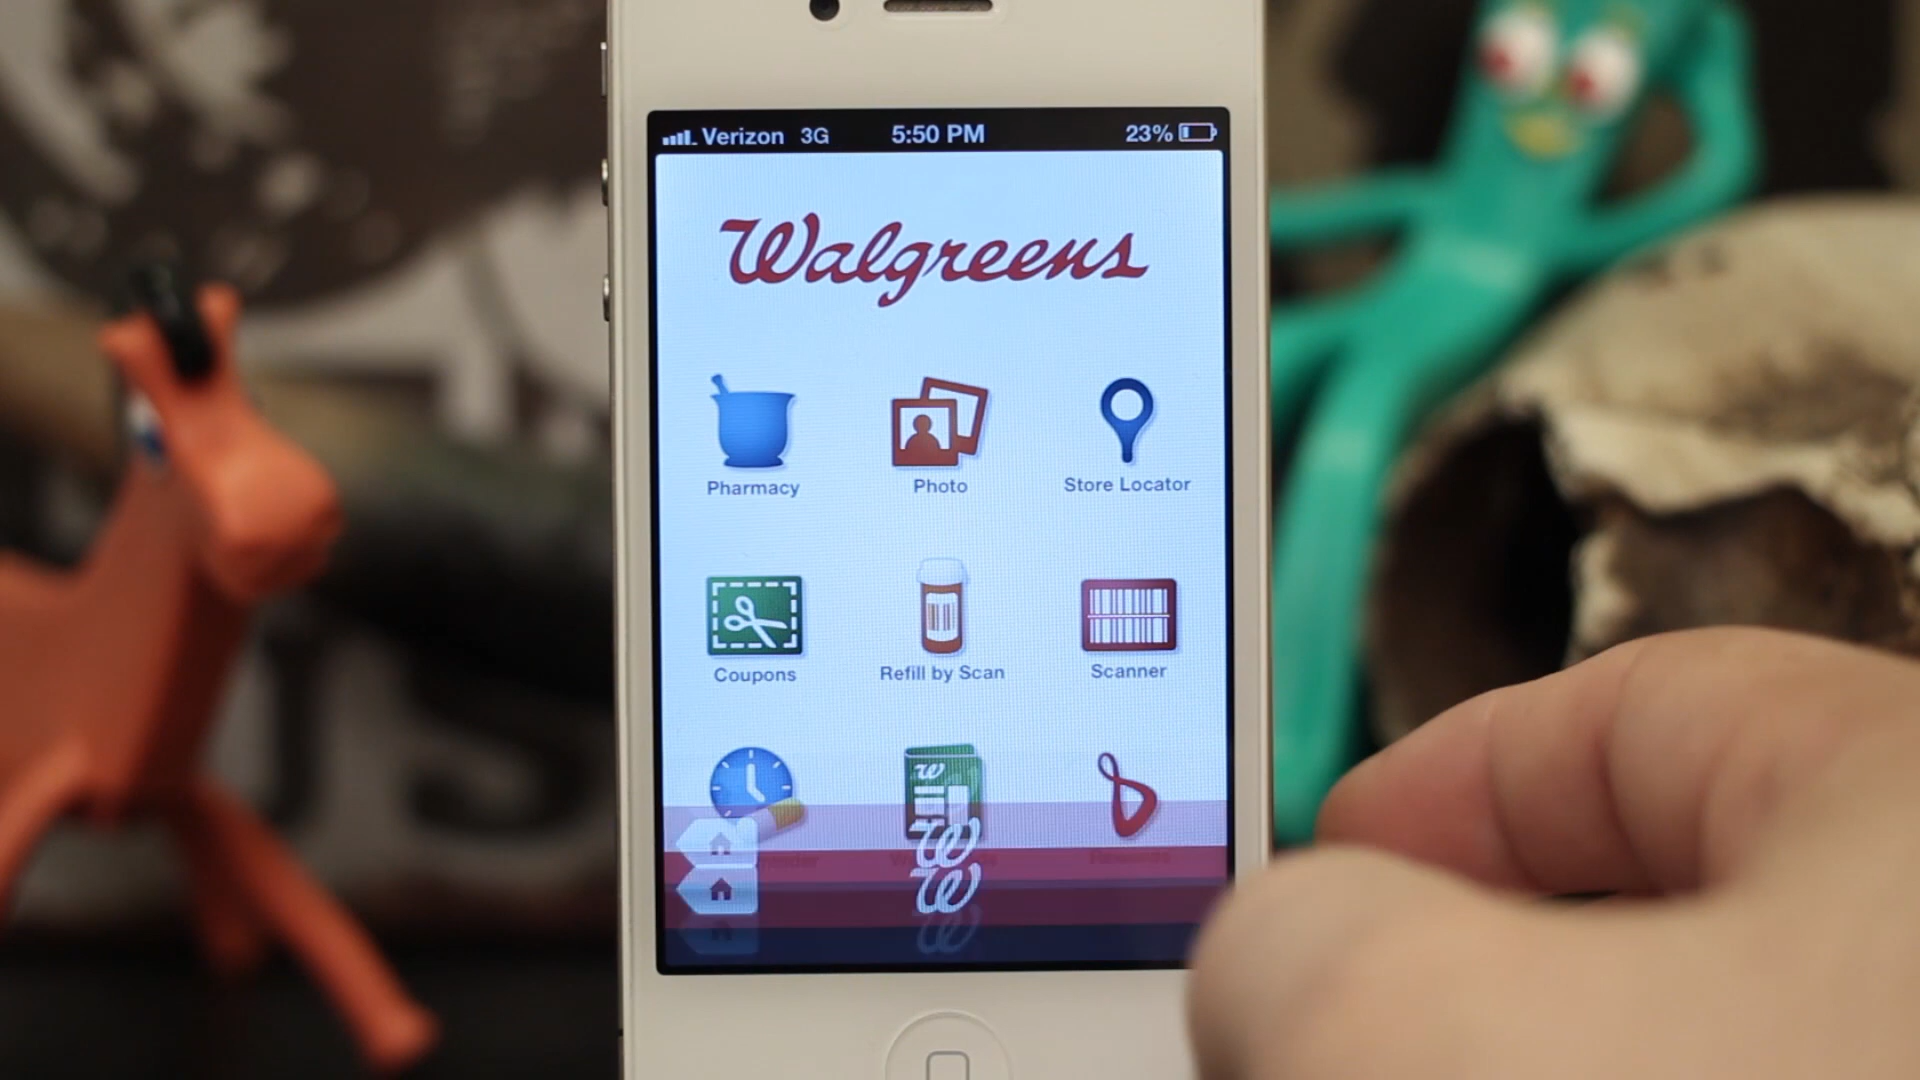 Verizon 3G 5:50 PM 23%
Walgreens
Pharmacy Photo Store Locator
Coupons Refill by Scan Scanner
W
W
W